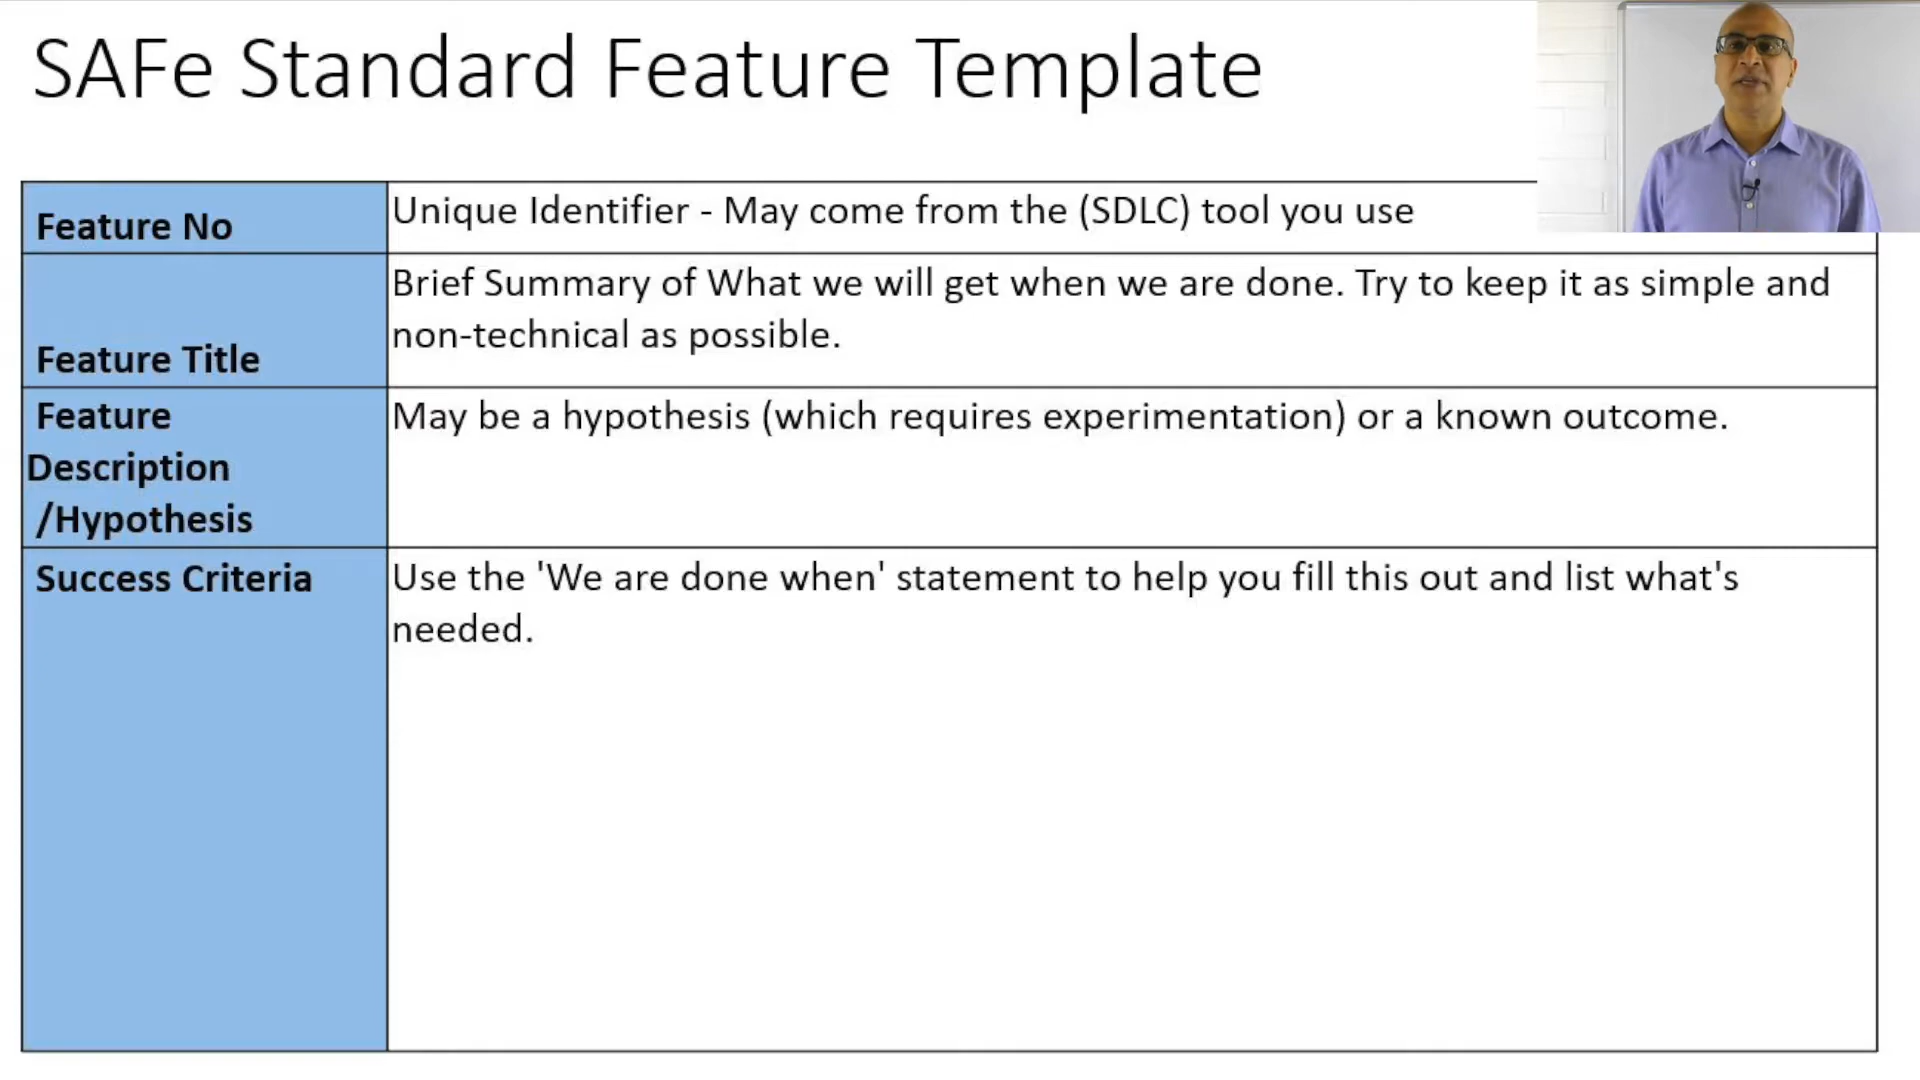 SAFe Standard Feature Template
Feature No
Unique Identifier - May come from the (SDLC) tool you use
Feature Title
Brief Summary of What we will get when we are done. Try to keep it as simple and
non-technical as possible.
Feature
Description
/Hypothesis
May be a hypothesis (which requires experimentation) or a known outcome.
Success Criteria
Use the 'We are done when' statement to help you fill this out and list what's
needed.